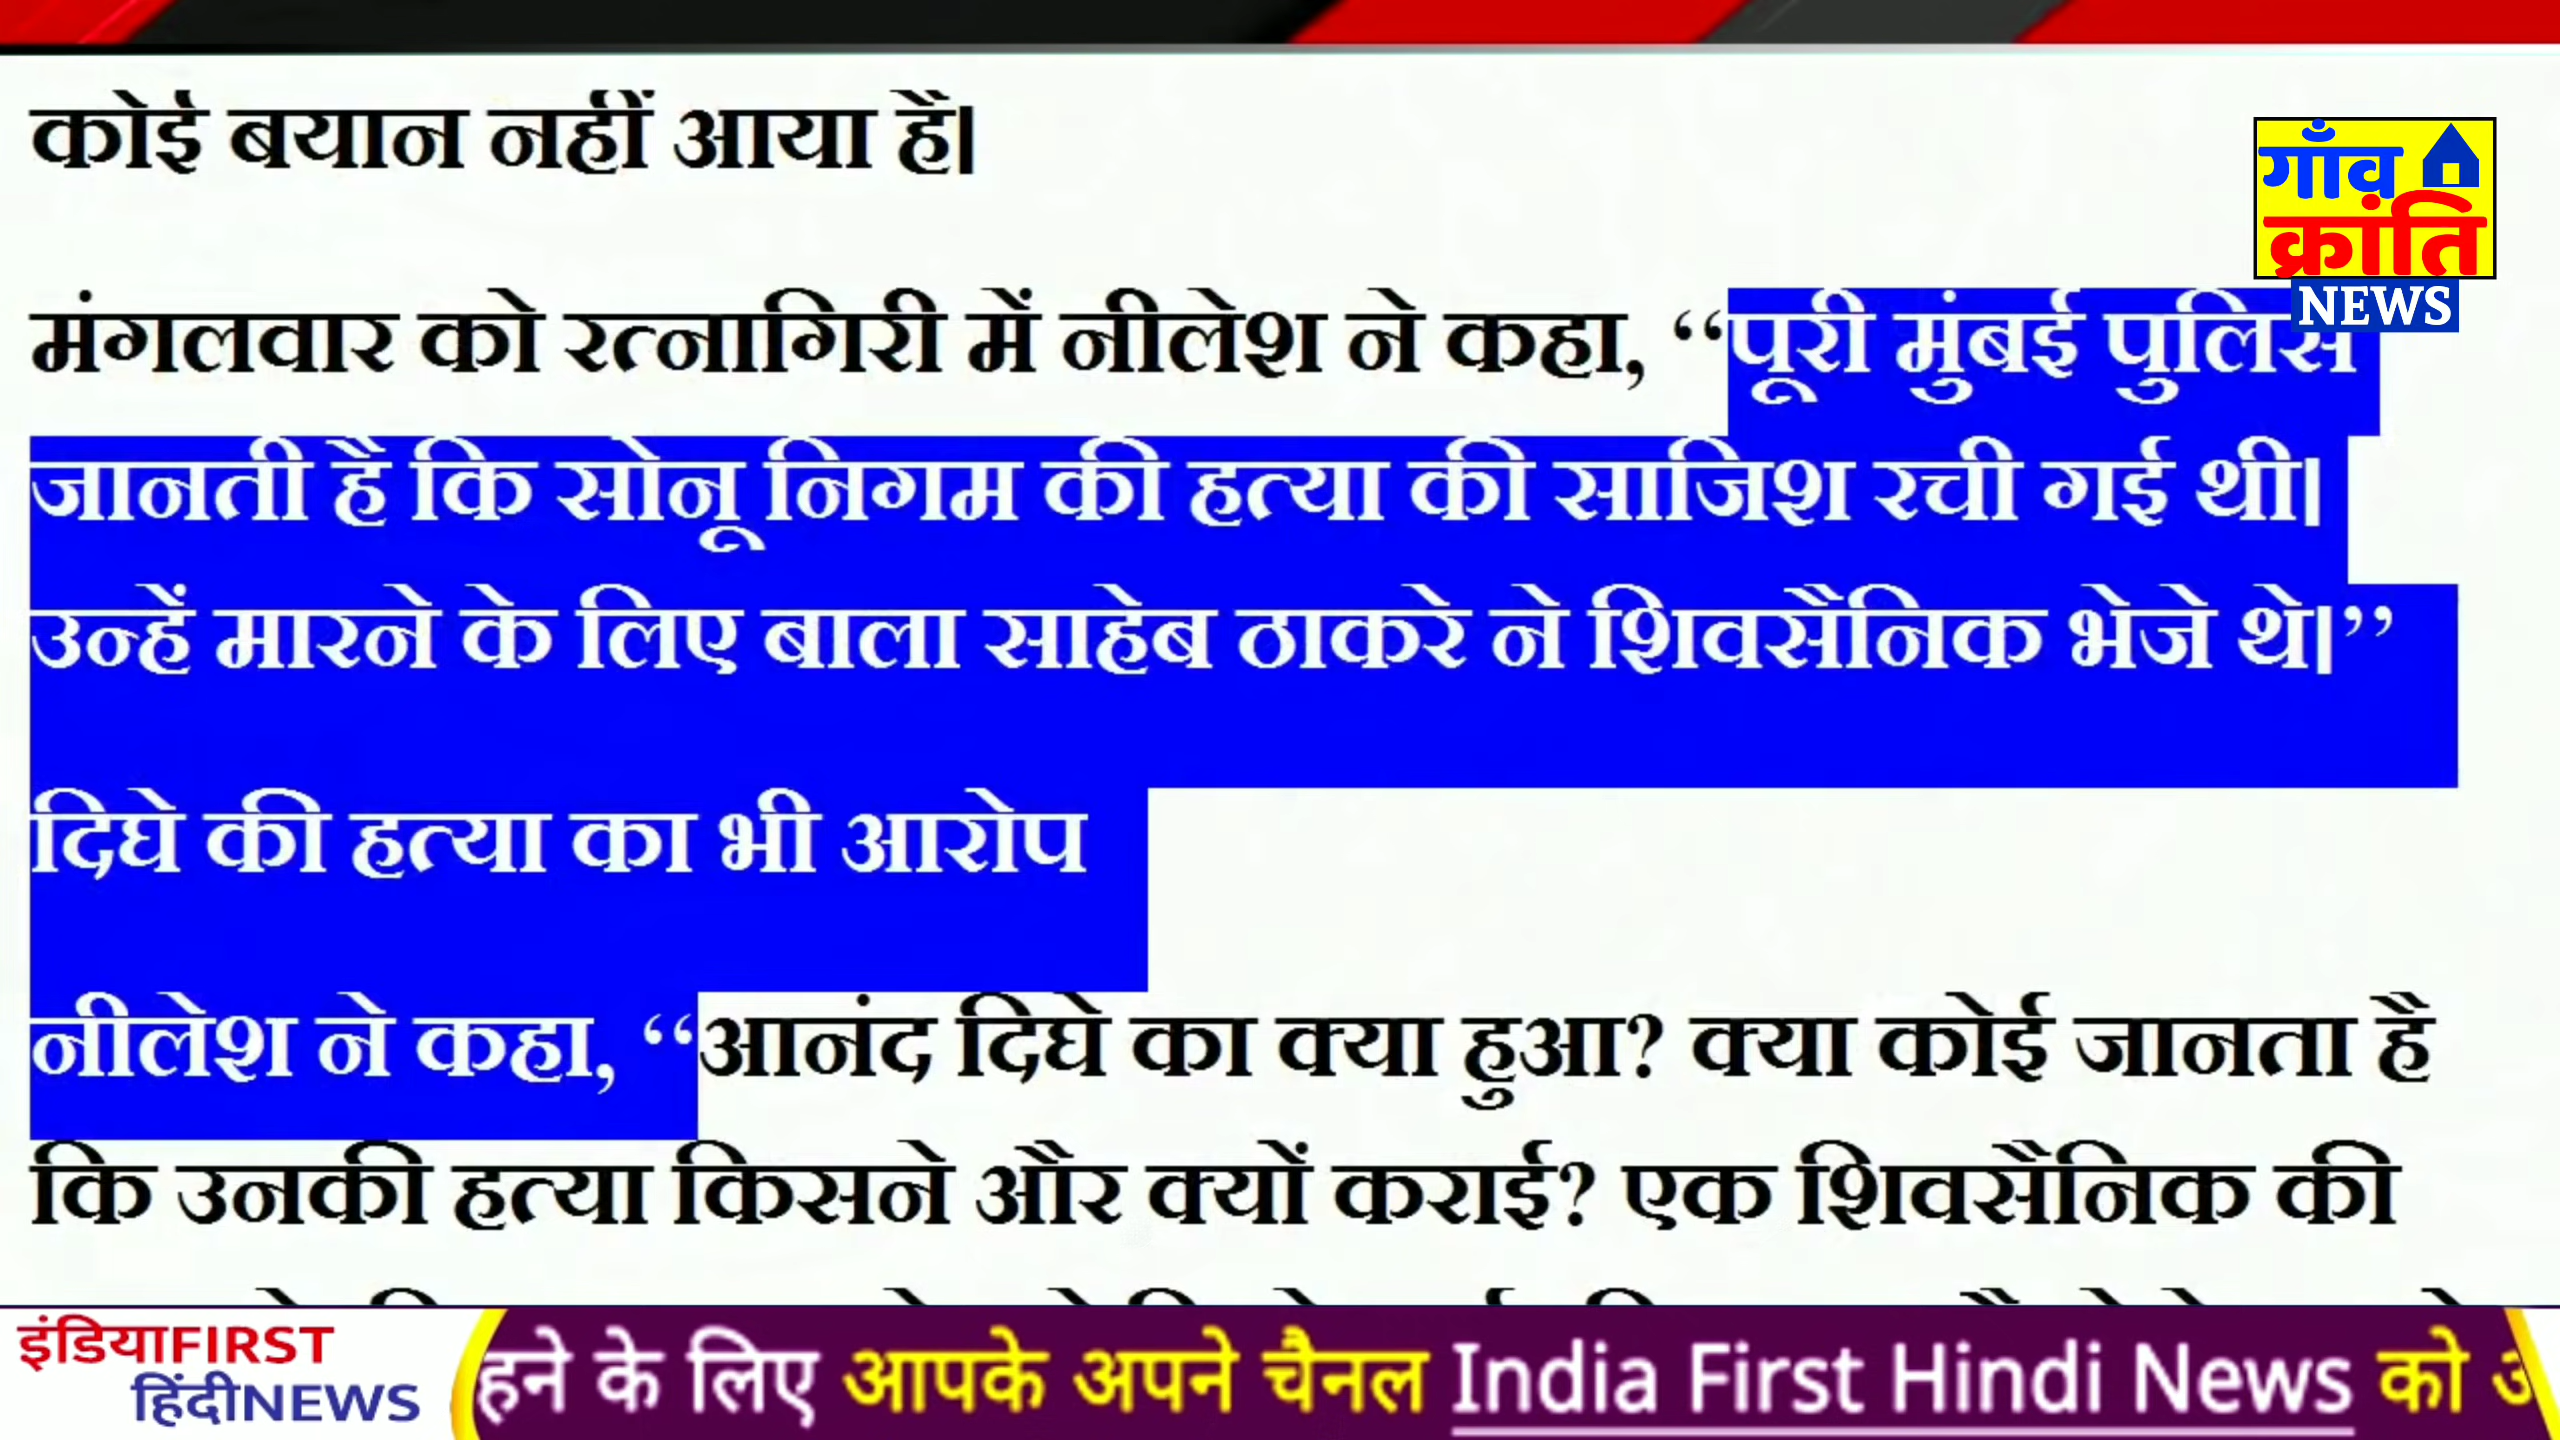 कोई बयान नहीं आया है।
गाँव
क्रांति
NEWS
मंगलवार को रत्नागिरी में नीलेश ने कहा, “पूरी मुंबई पुलिस
जानती है कि सोनू निगम की हत्या की साजिश रची गई थी।
उन्हें मारने के लिए बाला साहेब ठाकरे ने शिवसैनिक भेजे थे।”
दिघे की हत्या का भी आरोप
नीलेश ने कहा, “आनंद दिघे का क्या हुआ? क्या कोई जानता है
कि उनकी हत्या किसने और क्यों कराई? एक शिवसैनिक की
इंडियाFIRST
हिंदीNEWS
हने के लिए आपके अपने चैनल India First Hindi News को